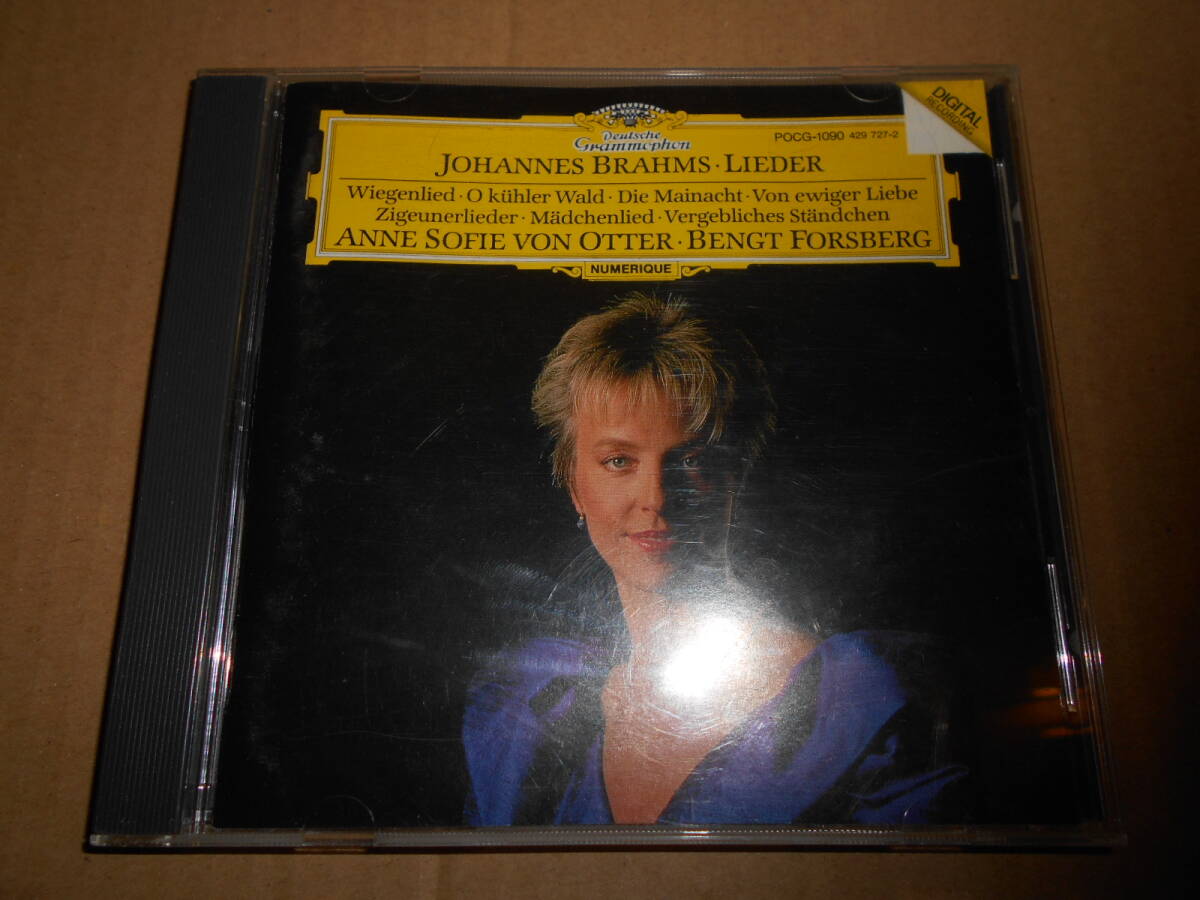 DIGITAL
RECORDING
Deutsche
Grammophon
POCG-1090 429 727-2
JOHANNES BRAHMS · LIEDER
Wiegenlied · O kühler Wald · Die Mainacht · Von ewiger Liebe
Zigeunerlieder · Mädchenlied · Vergebliches Ständchen
ANNE SOFIE VON OTTER · BENGT FORSBERG
NUMERIQUE